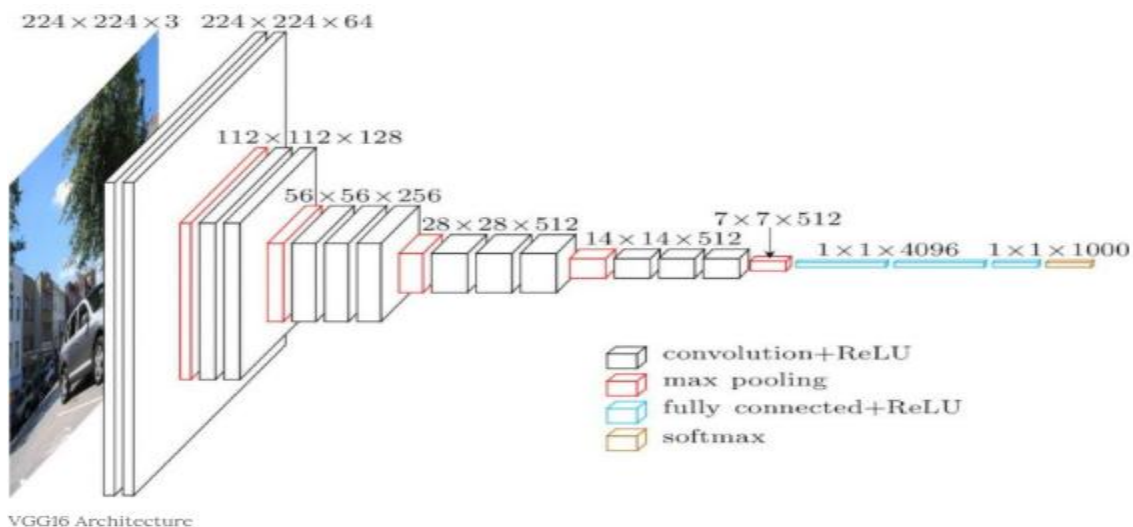 224 × 224 × 3
224 × 224 × 64
112 × 112 × 128
56 × 56 × 256
28 × 28 × 512
14 × 14 × 512
7 × 7 × 512
1 × 1 × 4096
1 × 1 × 1000
convolution+ReLU
max pooling
fully connected+ReLU
softmax
VGG16 Architecture